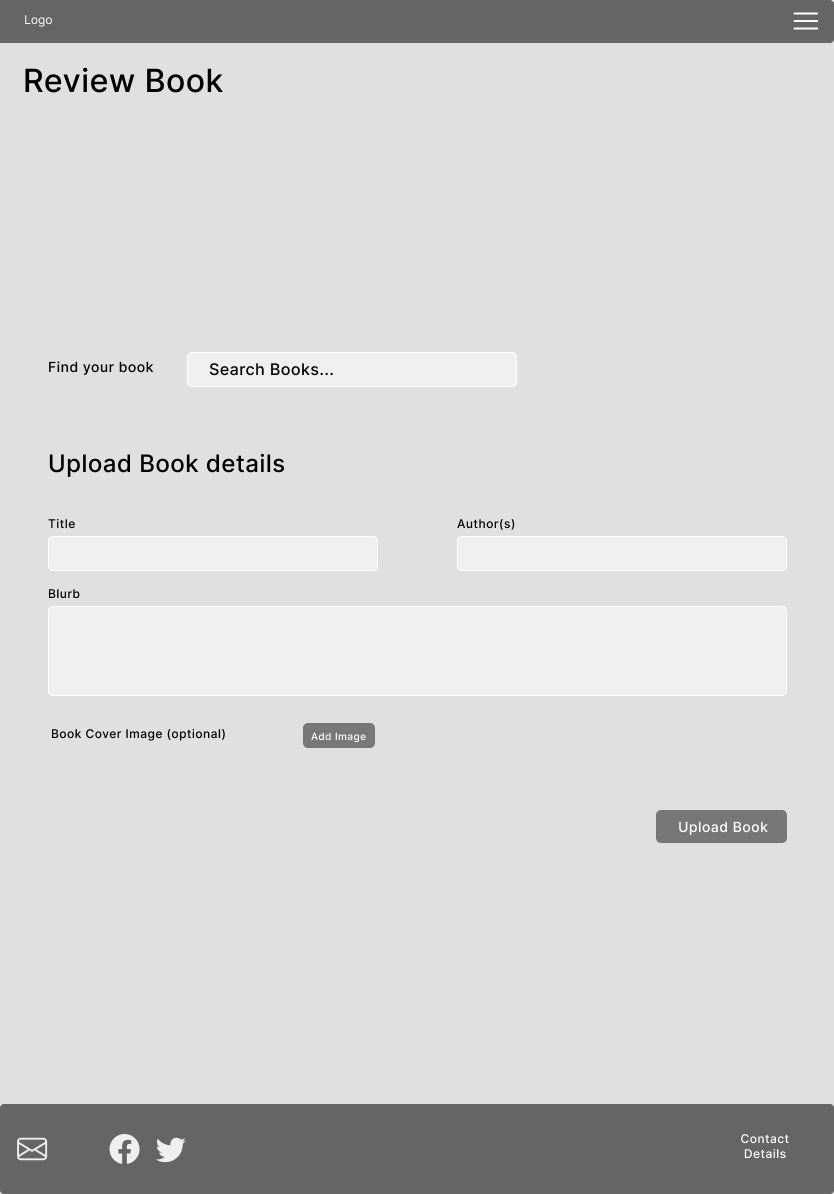 Logo
Review Book
Find your book
Search Books...
Upload Book details
Title
Author(s)
Blurb
Book Cover Image (optional)
Add Image
Upload Book
Contact
Details